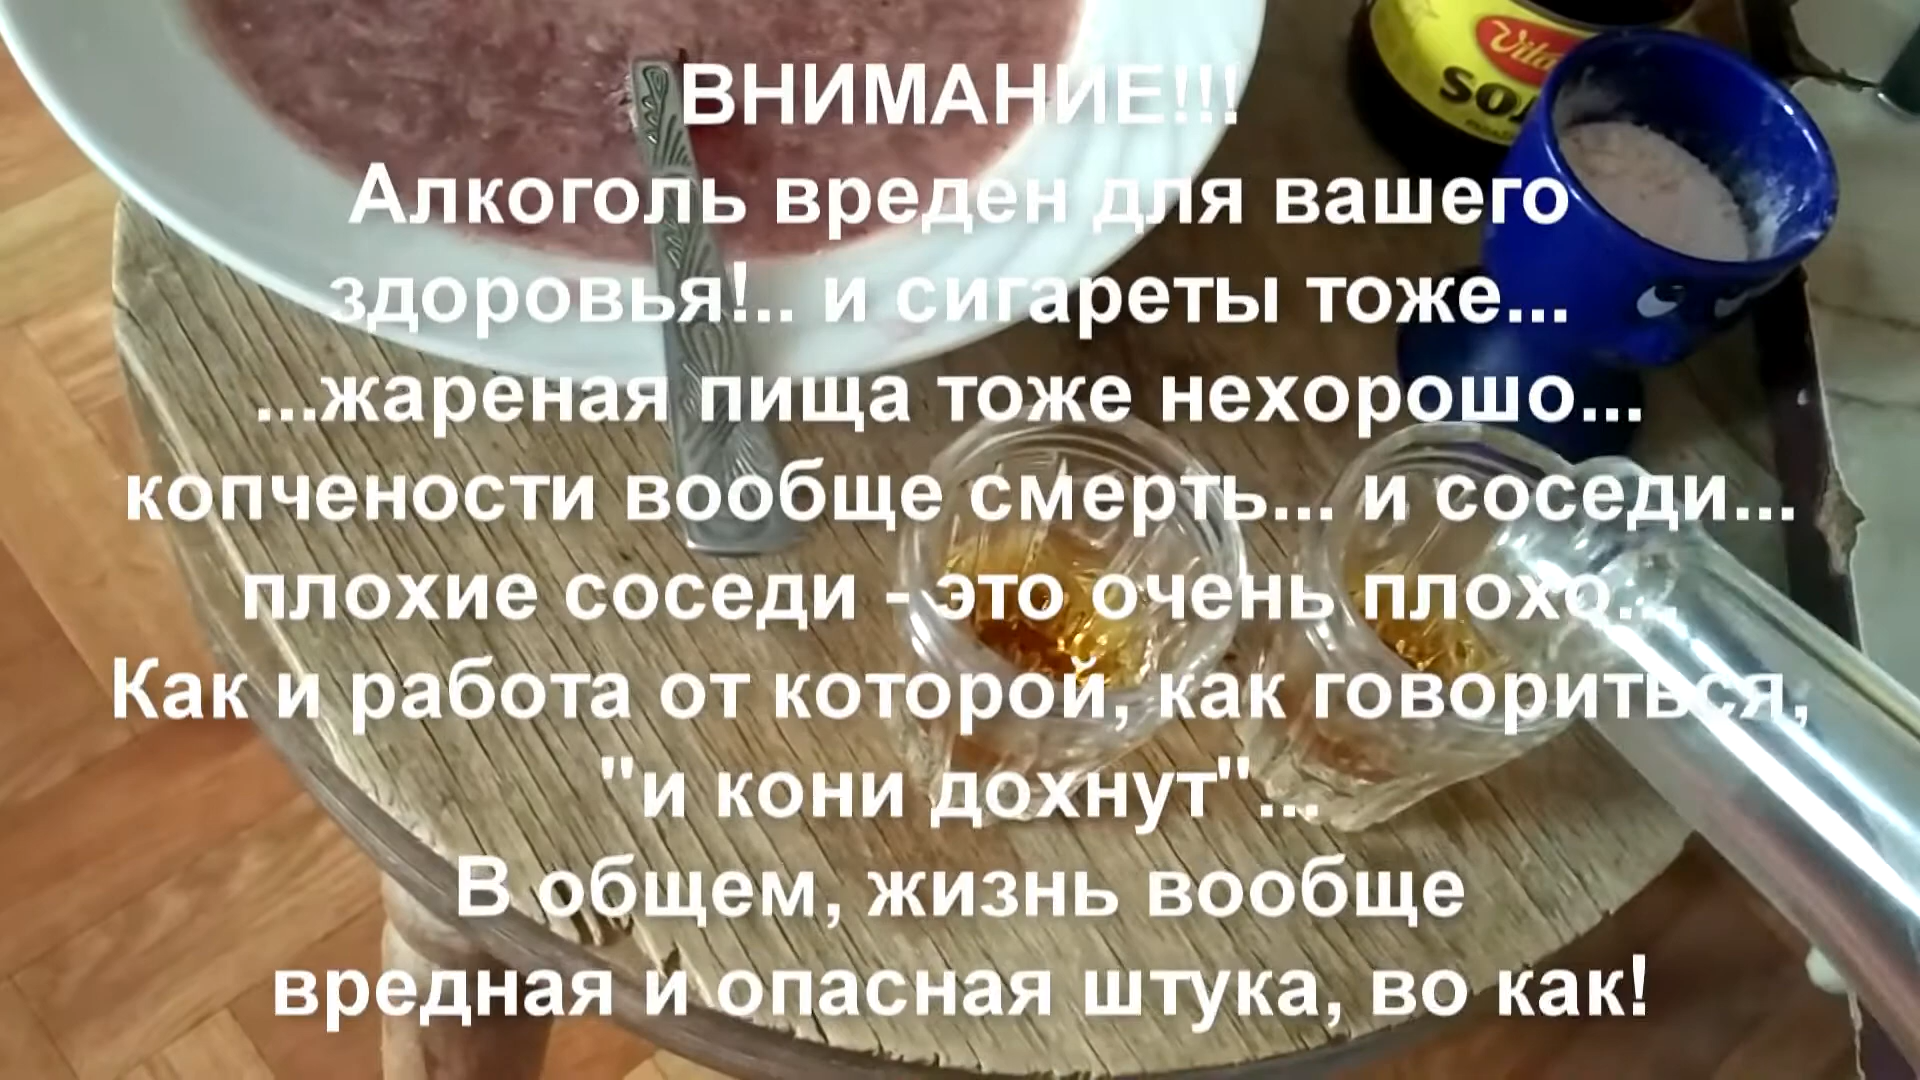 ВНИМАНИЕ!!!
Алкоголь вреден для вашего
здоровья!.. и сигареты тоже...
...жареная пища тоже нехорошо...
копчености вообще смерть... и соседи...
плохие соседи - это очень плохо...
Как и работа от которой, как говориться,
"и кони дохнут"...
В общем, жизнь вообще
вредная и опасная штука, во как!